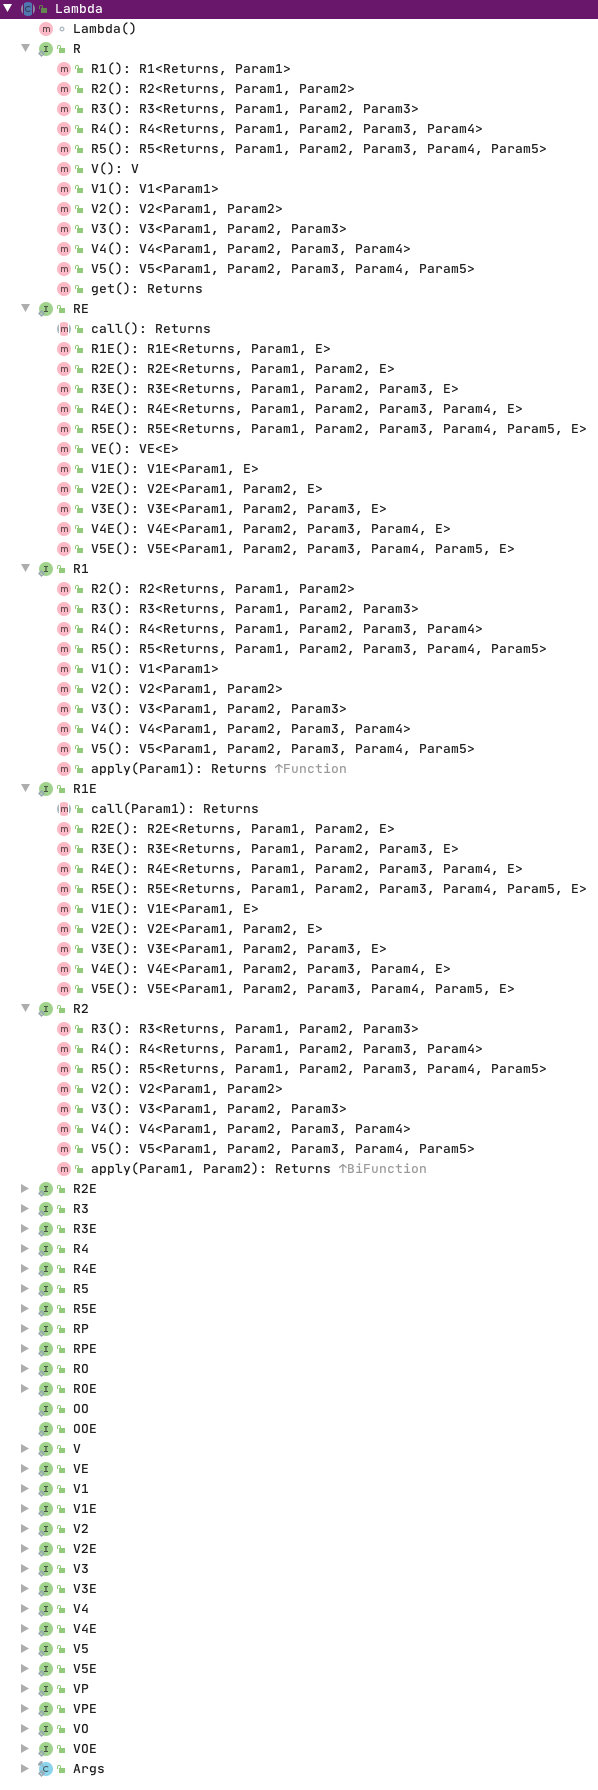 Lambda
Lambda()
R
R1(): R1<Returns, Param1>
R2(): R2<Returns, Param1, Param2>
R3(): R3<Returns, Param1, Param2, Param3>
R4(): R4<Returns, Param1, Param2, Param3, Param4>
R5(): R5<Returns, Param1, Param2, Param3, Param4, Param5>
V(): V
V1(): V1<Param1>
V2(): V2<Param1, Param2>
V3(): V3<Param1, Param2, Param3>
V4(): V4<Param1, Param2, Param3, Param4>
V5(): V5<Param1, Param2, Param3, Param4, Param5>
get(): Returns
RE
call(): Returns
R1E(): R1E<Returns, Param1, E>
R2E(): R2E<Returns, Param1, Param2, E>
R3E(): R3E<Returns, Param1, Param2, Param3, E>
R4E(): R4E<Returns, Param1, Param2, Param3, Param4, E>
R5E(): R5E<Returns, Param1, Param2, Param3, Param4, Param5, E>
VE(): VE<E>
V1E(): V1E<Param1, E>
V2E(): V2E<Param1, Param2, E>
V3E(): V3E<Param1, Param2, Param3, E>
V4E(): V4E<Param1, Param2, Param3, Param4, E>
V5E(): V5E<Param1, Param2, Param3, Param4, Param5, E>
R1
R2(): R2<Returns, Param1, Param2>
R3(): R3<Returns, Param1, Param2, Param3>
R4(): R4<Returns, Param1, Param2, Param3, Param4>
R5(): R5<Returns, Param1, Param2, Param3, Param4, Param5>
V1(): V1<Param1>
V2(): V2<Param1, Param2>
V3(): V3<Param1, Param2, Param3>
V4(): V4<Param1, Param2, Param3, Param4>
V5(): V5<Param1, Param2, Param3, Param4, Param5>
apply(Param1): Returns ↑Function
R1E
call(Param1): Returns
R2E(): R2E<Returns, Param1, Param2, E>
R3E(): R3E<Returns, Param1, Param2, Param3, E>
R4E(): R4E<Returns, Param1, Param2, Param3, Param4, E>
R5E(): R5E<Returns, Param1, Param2, Param3, Param4, Param5, E>
V1E(): V1E<Param1, E>
V2E(): V2E<Param1, Param2, E>
V3E(): V3E<Param1, Param2, Param3, E>
V4E(): V4E<Param1, Param2, Param3, Param4, E>
V5E(): V5E<Param1, Param2, Param3, Param4, Param5, E>
R2
R3(): R3<Returns, Param1, Param2, Param3>
R4(): R4<Returns, Param1, Param2, Param3, Param4>
R5(): R5<Returns, Param1, Param2, Param3, Param4, Param5>
V2(): V2<Param1, Param2>
V3(): V3<Param1, Param2, Param3>
V4(): V4<Param1, Param2, Param3, Param4>
V5(): V5<Param1, Param2, Param3, Param4, Param5>
apply(Param1, Param2): Returns ↑BiFunction
R2E
R3
R3E
R4
R4E
R5
R5E
RP
RPE
RO
ROE
OO
OOE
V
VE
V1
V1E
V2
V2E
V3
V3E
V4
V4E
V5
V5E
VP
VPE
VO
VOE
Args